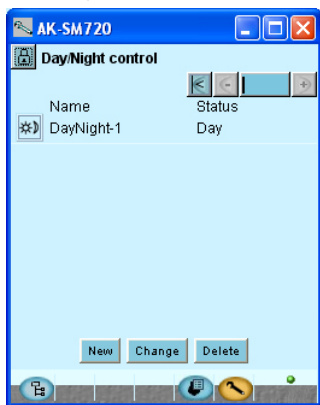 AK-SM720
Day/Night control
Name Status
DayNight-1 Day
New Change Delete